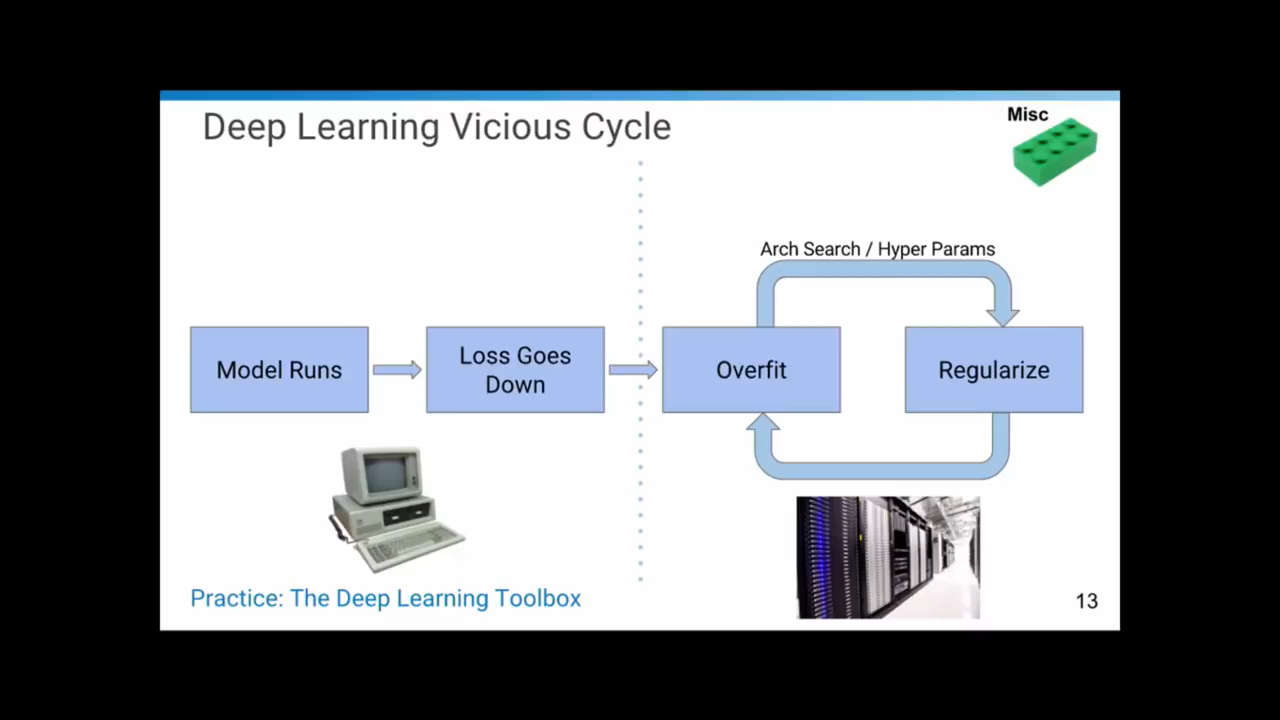 Deep Learning Vicious Cycle
Misc
Arch Search / Hyper Params
Model Runs
Loss Goes
Down
Overfit
Regularize
Practice: The Deep Learning Toolbox
13